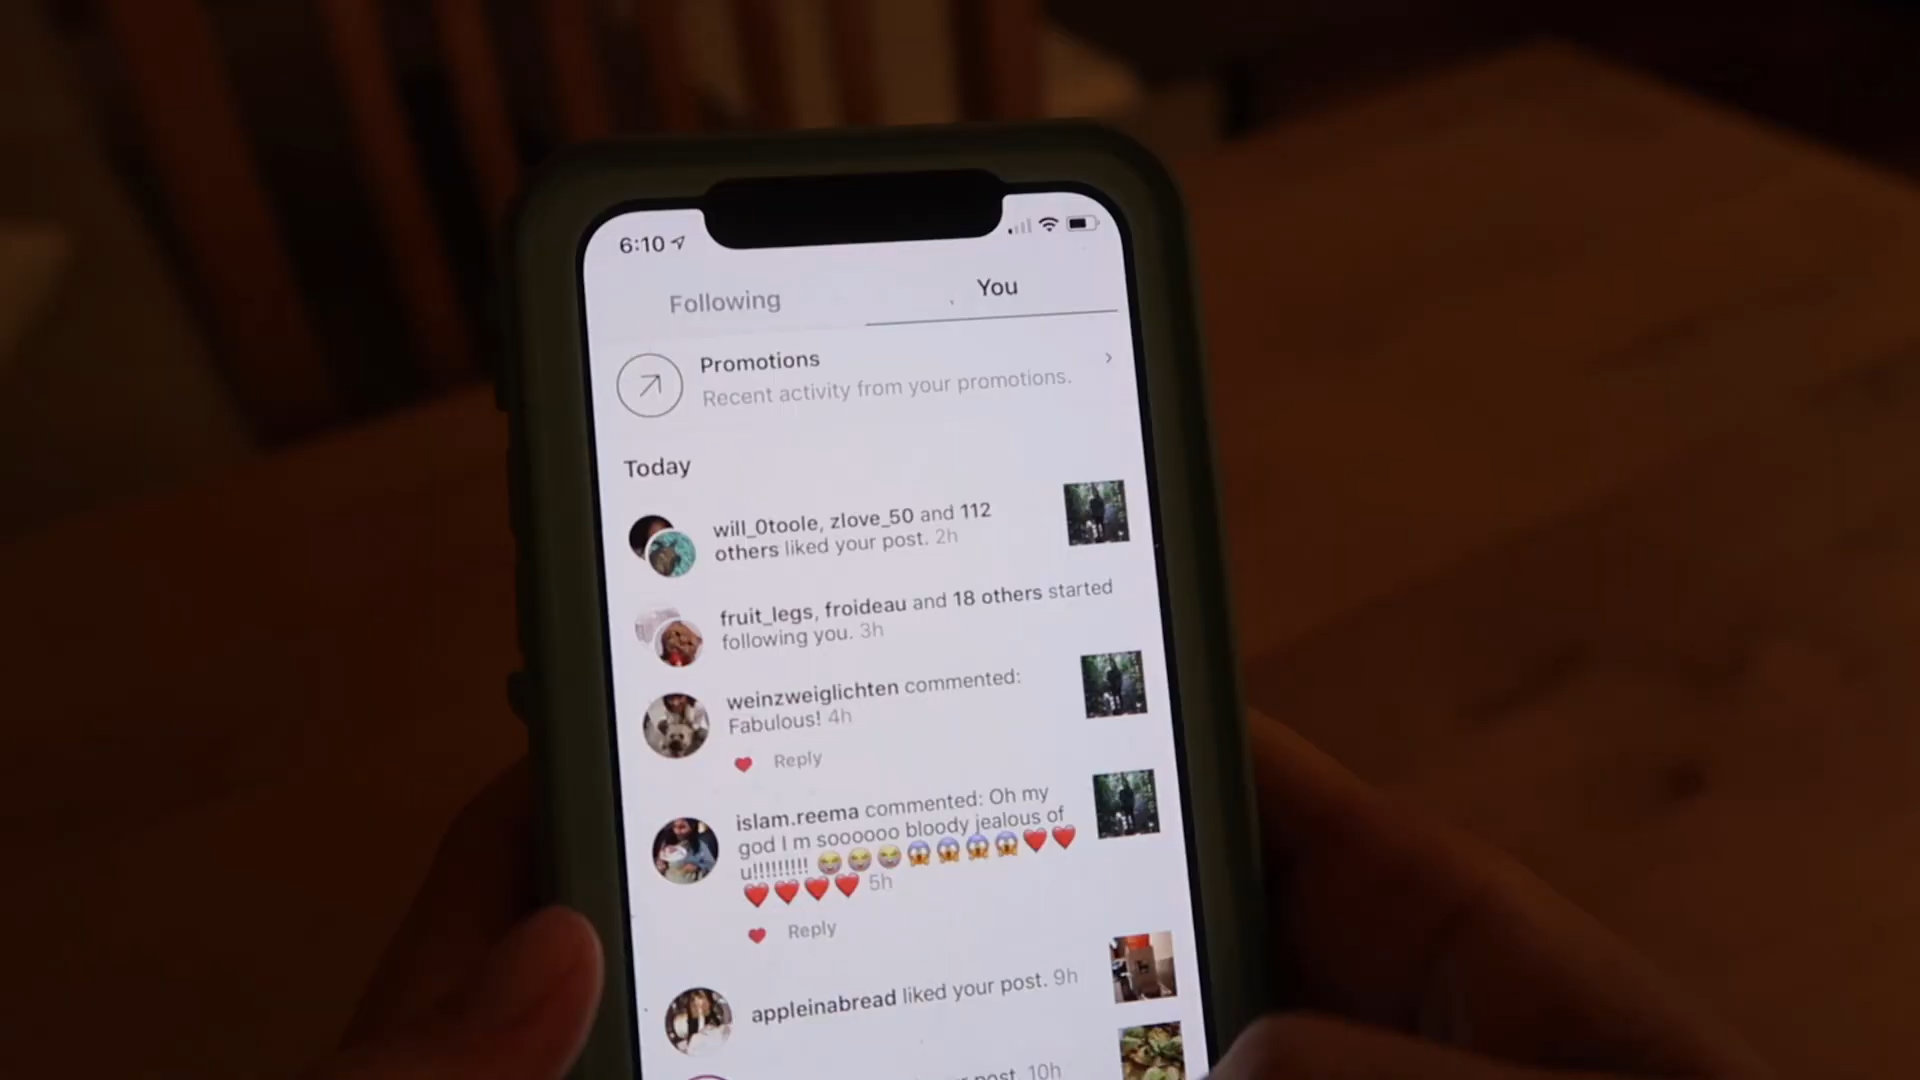 6:10
Following
You
Promotions
Recent activity from your promotions.
Today
will_0toole, zlove_50 and 112
others liked your post. 2h
fruit_legs, froideau and 18 others started
following you. 3h
weinzweiglichten commented:
Fabulous! 4h
Reply
islam.reema commented: Oh my
god I m soooooo bloody jealous of
u!!!!!!!!! 😭😭😭😱😱😱😱❤️❤️
❤️❤️❤️❤️ 5h
Reply
appleinabread liked your post. 9h
post. 10h